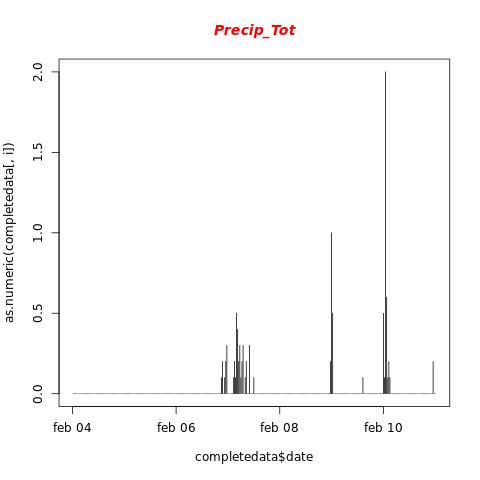 Precip_Tot
2.0
1.5
1.0
0.5
0.0
as.numeric(completedata[, i])
feb 04 feb 06 feb 08 feb 10
completedata$date